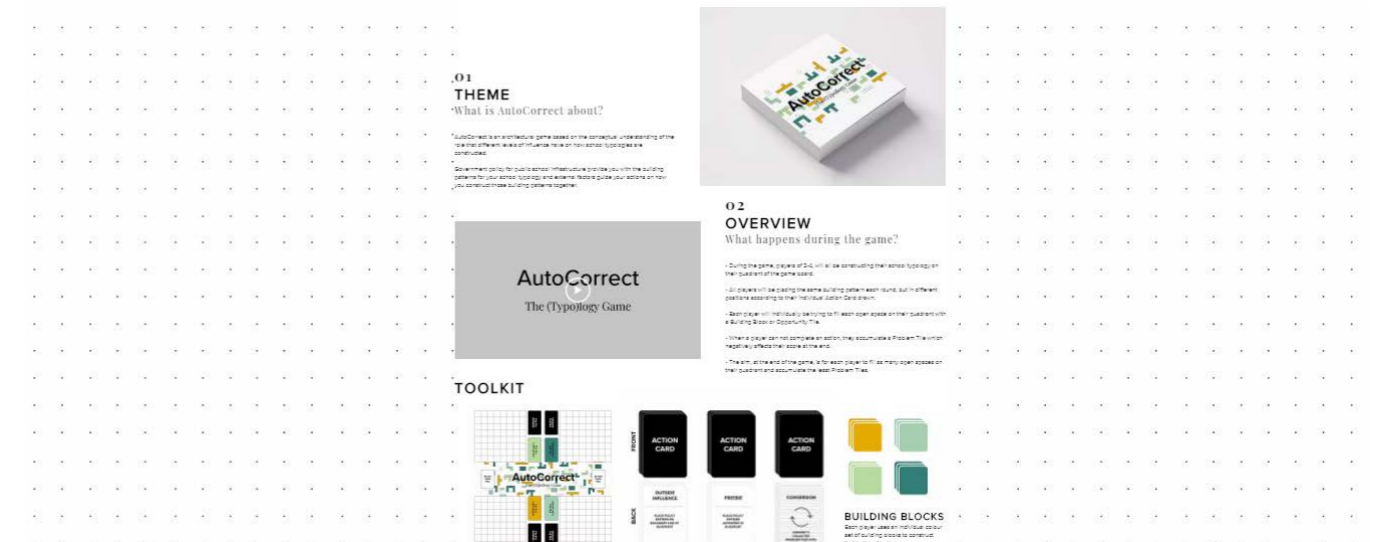 01
THEME
What is AutoCorrect about?
AutoCorrect is an architectural game based on the conceptual understanding of the
role that different levels of influence have on how school typologies are
constructed.
Government policy for public school infrastructure provide you with the building
patterns for your school typology and external factors guide your actions on how
you construct those building patterns together.
AutoCorrect
02
OVERVIEW
What happens during the game?
- During the game, players of 2-4, will all be constructing their school typology on
their quadrant of the game board.
- All players will be placing the same building pattern each round, but in different
positions according to their individual Action Card drawn.
- Each player will individually be trying to fill each open space on their quadrant with
a Building Block or Opportunity Tile.
- When a player can not complete an action, they accumulate a Problem Tile which
negatively affects their score at the end.
- The aim, at the end of the game, is for each player to fill as many open spaces on
their quadrant and accumulate the least Problem Tiles.
AutoCorrect
The (Typo)logy Game
TOOLKIT
AutoCorrect
FRONT
ACTION
CARD
ACTION
CARD
ACTION
CARD
BACK
OUTSIDE
INFLUENCE
FREEBIE
CONVERSION
BUILDING BLOCKS
Each player uses an individual colour
set of building blocks to construct